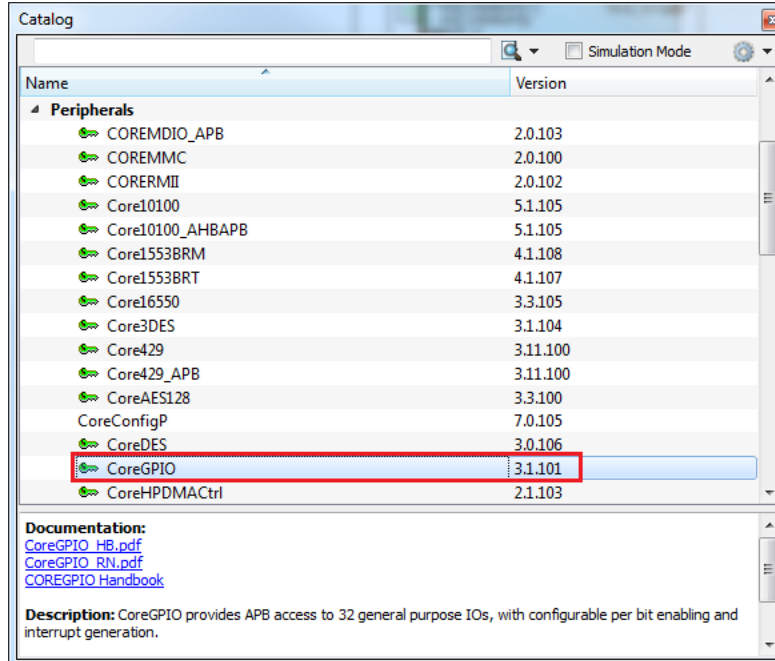 Catalog
Simulation Mode
Name Version
Peripherals
COREMDIO_APB 2.0.103
COREMMC 2.0.100
CORERMII 2.0.102
Core10100 5.1.105
Core10100_AHBAPB 5.1.105
Core1553BRM 4.1.108
Core1553BRT 4.1.107
Core16550 3.3.105
Core3DES 3.1.104
Core429 3.11.100
Core429_APB 3.11.100
CoreAES128 3.3.100
CoreConfigP 7.0.105
CoreDES 3.0.106
CoreGPIO 3.1.101
CoreHPDMACtrl 2.1.103
Documentation:
CoreGPIO_HB.pdf
CoreGPIO_RN.pdf
COREGPIO Handbook
Description: CoreGPIO provides APB access to 32 general purpose IOs, with configurable per bit enabling and
interrupt generation.